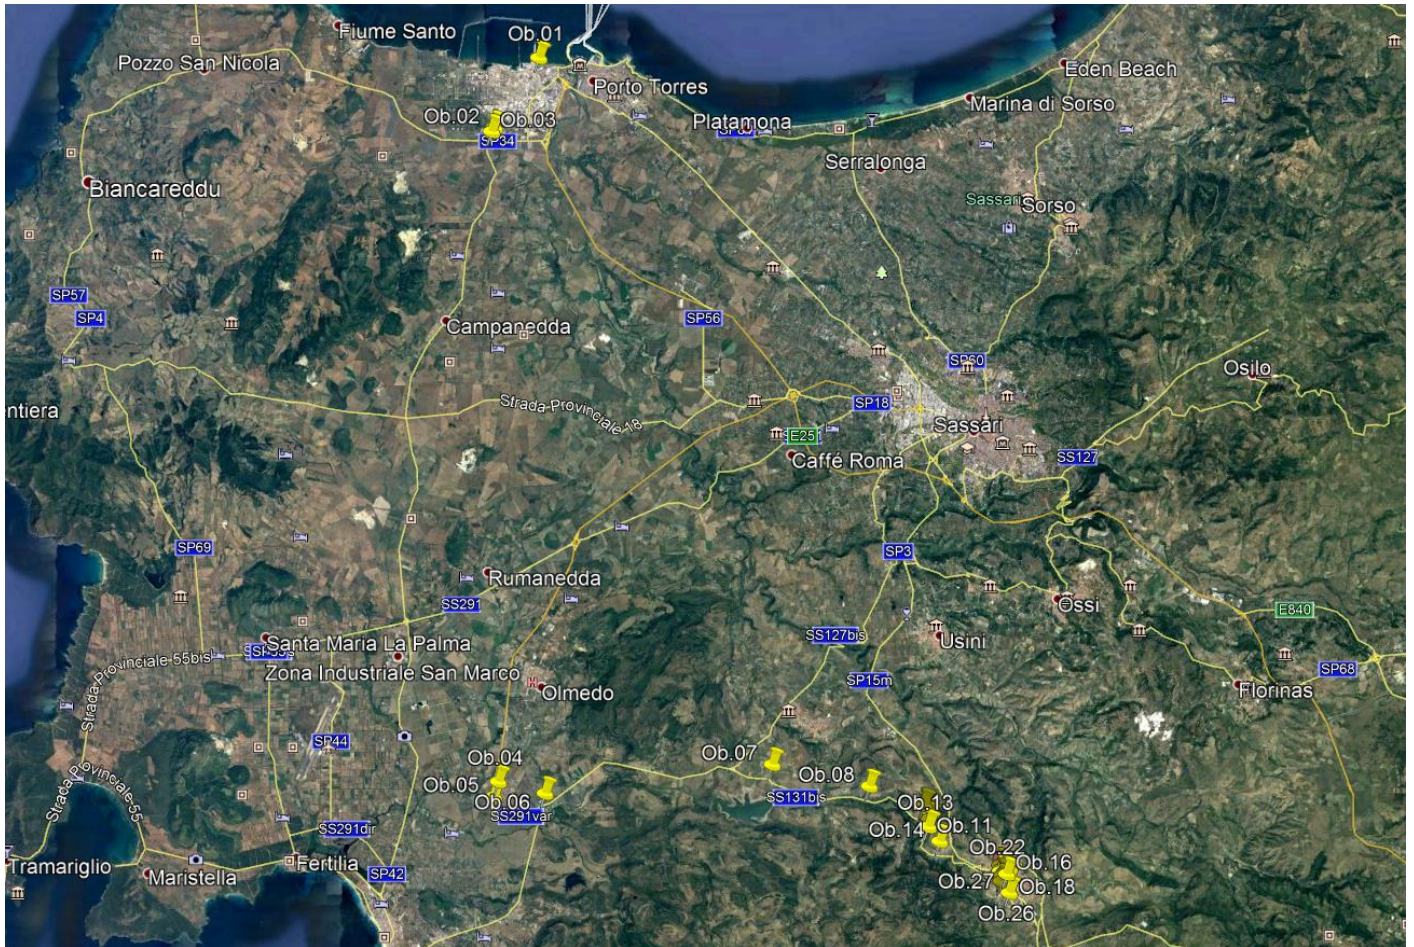 Fiume Santo
Ob.01
Pozzo San Nicola
Eden Beach
Porto Torres
Marina di Sorso
Ob.02
Ob.03
Platamona
SP34
Serralonga
Biancareddu
Sassari
Sorso
SP57
SP4
SP56
Campanedda
SP60
Osilo
entiera
Strada Provinciale 18
SP18
Sassari
E25
Caffé Roma
SS127
SP69
SP3
Rumanedda
SS291
Ossi
E840
Santa Maria La Palma
SS127bis
Usini
Strada Provinciale 55bis
Zona Industriale San Marco
SP68
SP15m
Olmedo
Florinas
SP44
Ob.04
Ob.07
Ob.05
Ob.08
Ob.06
SS131bis
Strada Provinciale 55
SS291var
Ob.13
SS291dir
Ob.14
Ob.11
Ob.22
Tramariglio
Fertilia
Ob.16
Maristella
SP42
Ob.27
Ob.18
Ob.26